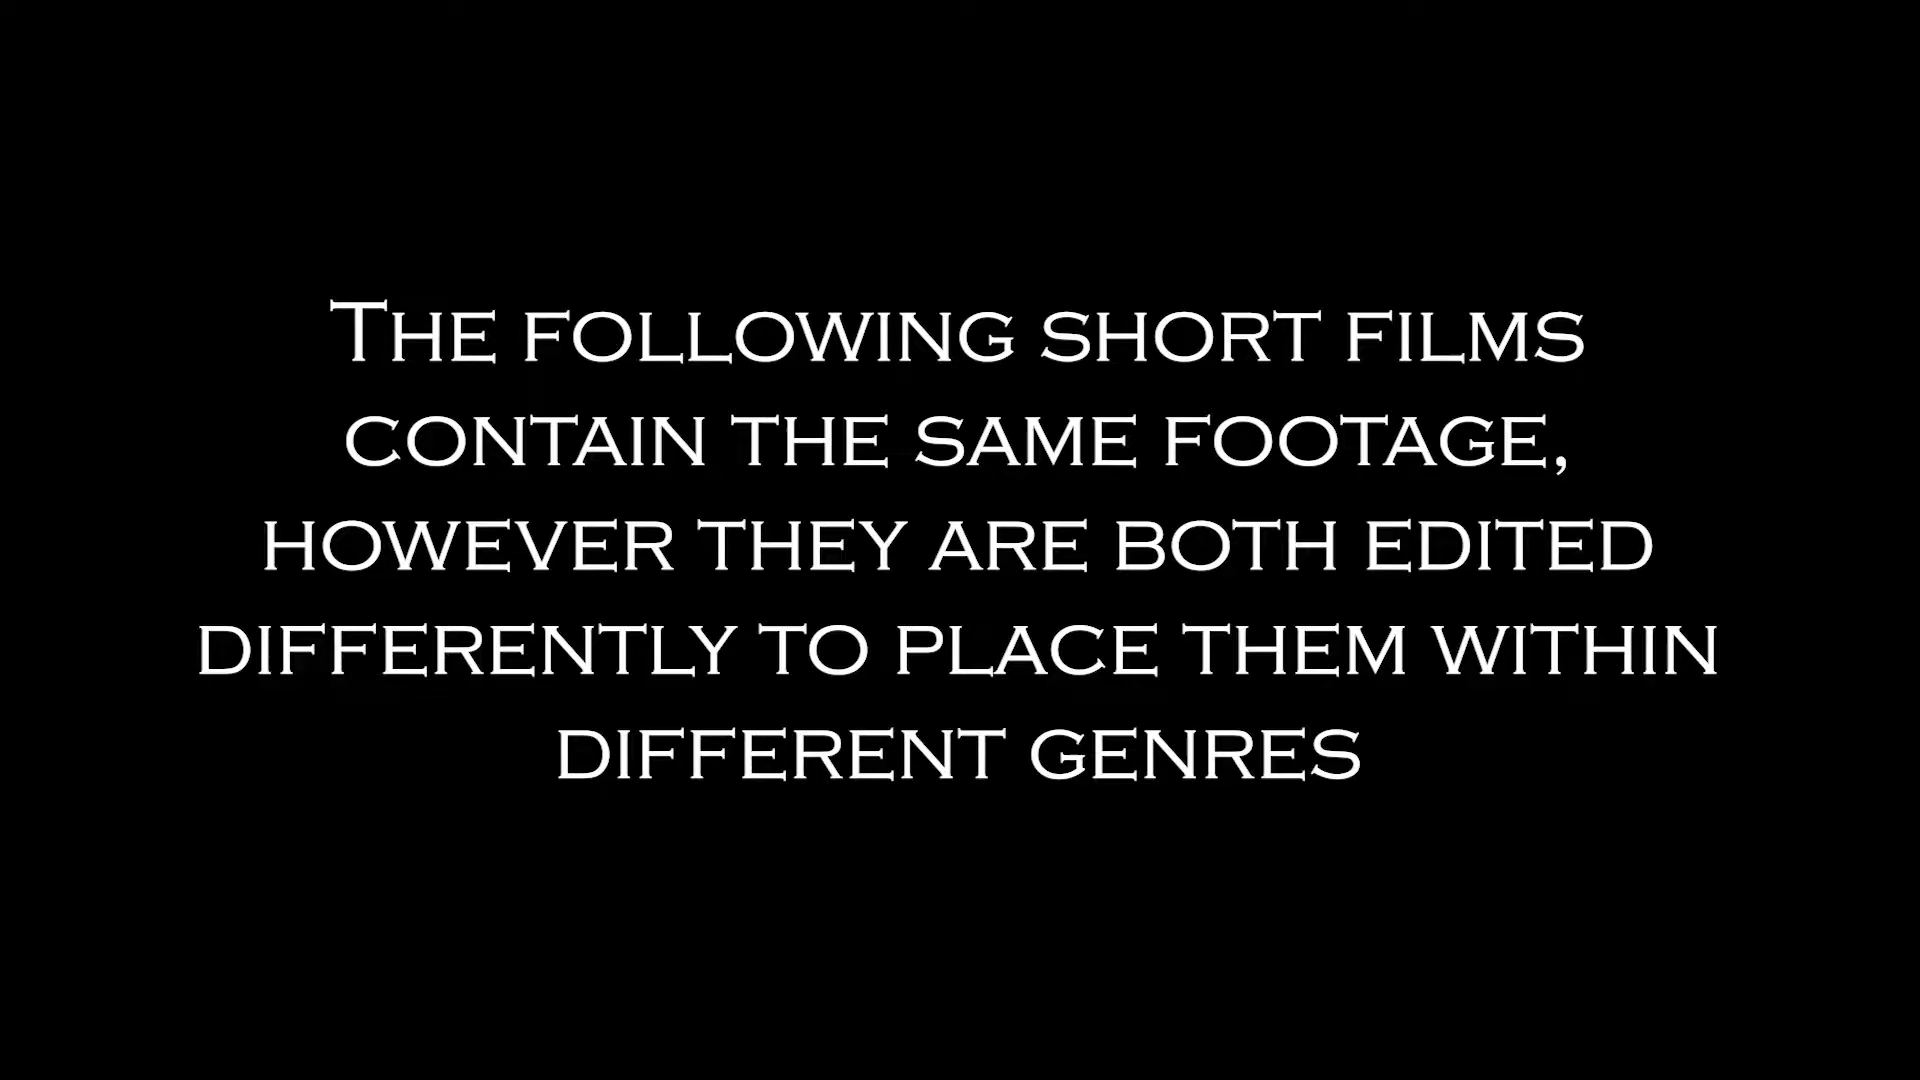 The following short films
contain the same footage,
however they are both edited
differently to place them within
different genres